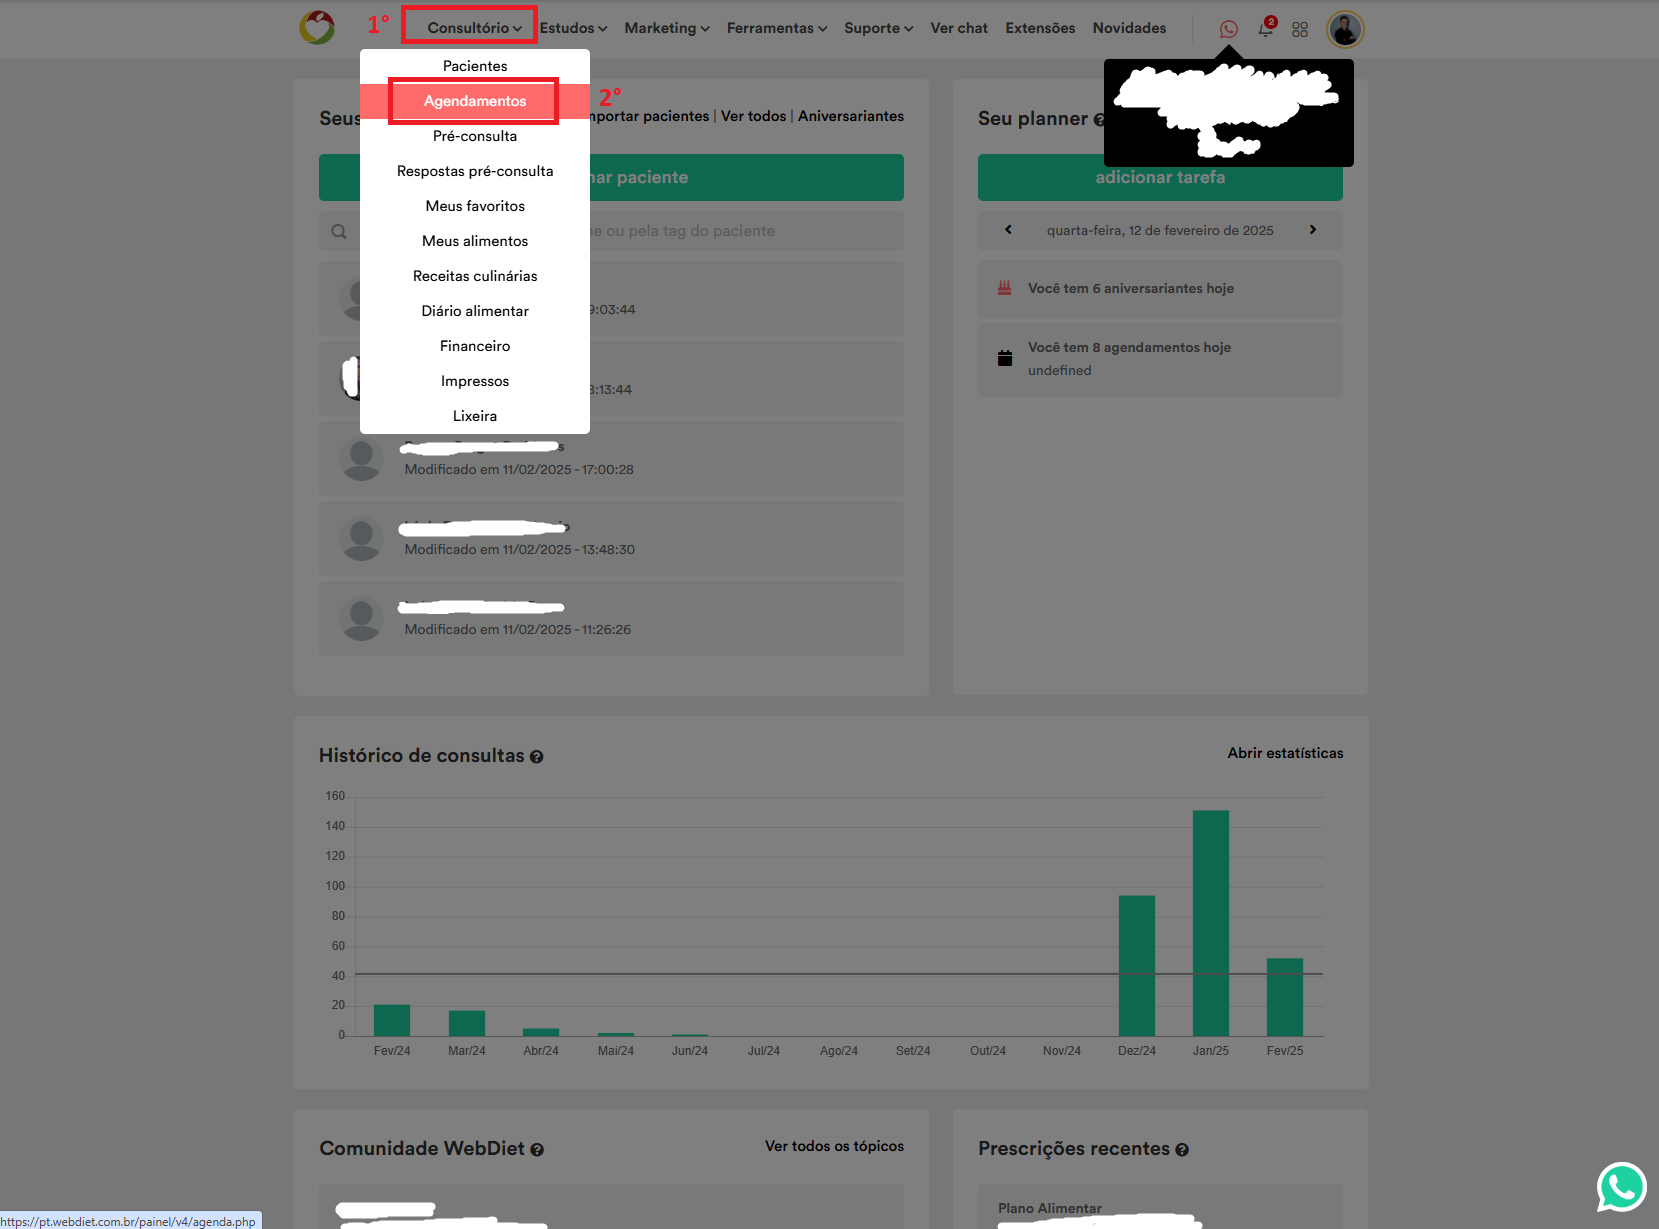 1°
Consultório
Estudos
Marketing
Ferramentas
Suporte
Ver chat
Extensões
Novidades
2
Pacientes
Agendamentos
2°
Pré-consulta
Respostas pré-consulta
Meus favoritos
Meus alimentos
Receitas culinárias
Diário alimentar
Financeiro
Impressos
Lixeira
Seus
mportar pacientes | Ver todos | Aniversariantes
nar paciente
ou pela tag do paciente
9:03:44
3:13:44
Modificado em 11/02/2025 - 17:00:28
Modificado em 11/02/2025 - 13:48:30
Modificado em 11/02/2025 - 11:26:26
Seu planner
adicionar tarefa
quarta-feira, 12 de fevereiro de 2025
Você tem 6 aniversariantes hoje
Você tem 8 agendamentos hoje
undefined
Histórico de consultas
Abrir estatísticas
160
140
120
100
80
60
40
20
0
Fev/24 Mar/24 Abr/24 Mai/24 Jun/24 Jul/24 Ago/24 Set/24 Out/24 Nov/24 Dez/24 Jan/25 Fev/25
Comunidade WebDiet
Ver todos os tópicos
Prescrições recentes
Plano Alimentar
https://pt.webdiet.com.br/painel/v4/agenda.php